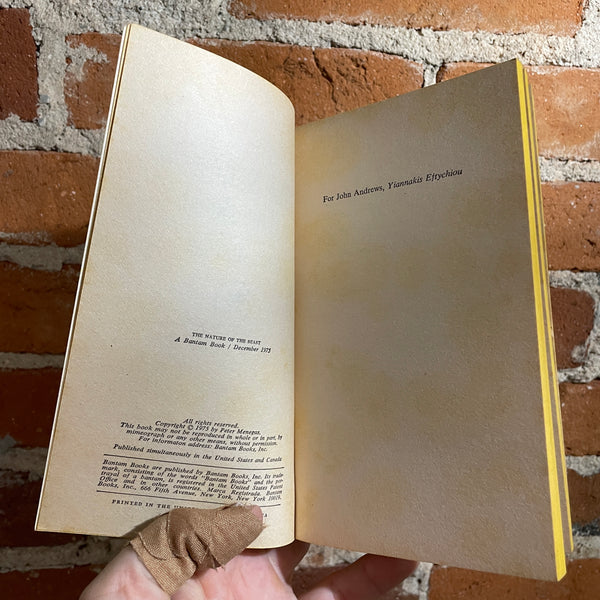 THE NATURE OF THE BEAST
A Bantam Book / December 1975
All rights reserved.
Copyright © 1975 by Peter Menegas.
This book may not be reproduced in whole or in part, by
mimeograph or any other means, without permission.
For information address: Bantam Books, Inc.
Published simultaneously in the United States and Canada
Bantam Books are published by Bantam Books, Inc. Its trade-
mark, consisting of the words "Bantam Books" and the por-
trayal of a bantam, is registered in the United States Patent
Office and in other countries. Marca Registrada. Bantam
Books, Inc., 666 Fifth Avenue, New York, New York 10019.
PRINTED IN THE
For John Andrews, Yiannakis Eftychiou